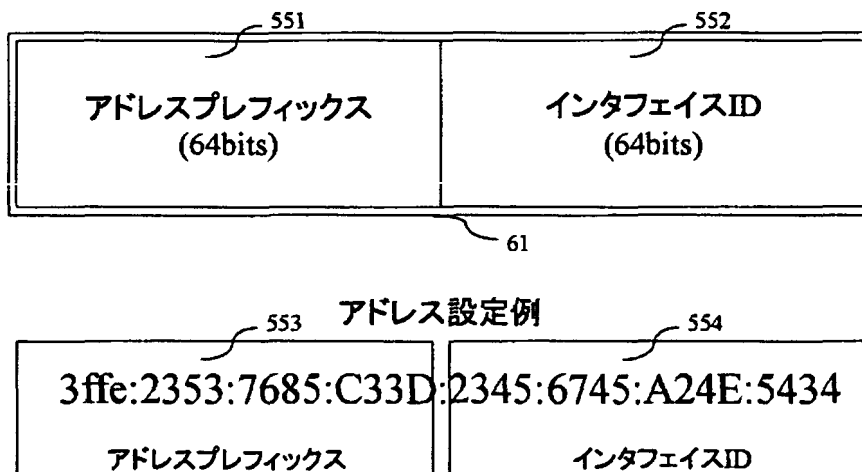 551
552
アドレスプレフィックス
(64bits)
インタフェイスID
(64bits)
61
アドレス設定例
553
554
3ffe:2353:7685:C33D:2345:6745:A24E:5434
アドレスプレフィックス
インタフェイスID